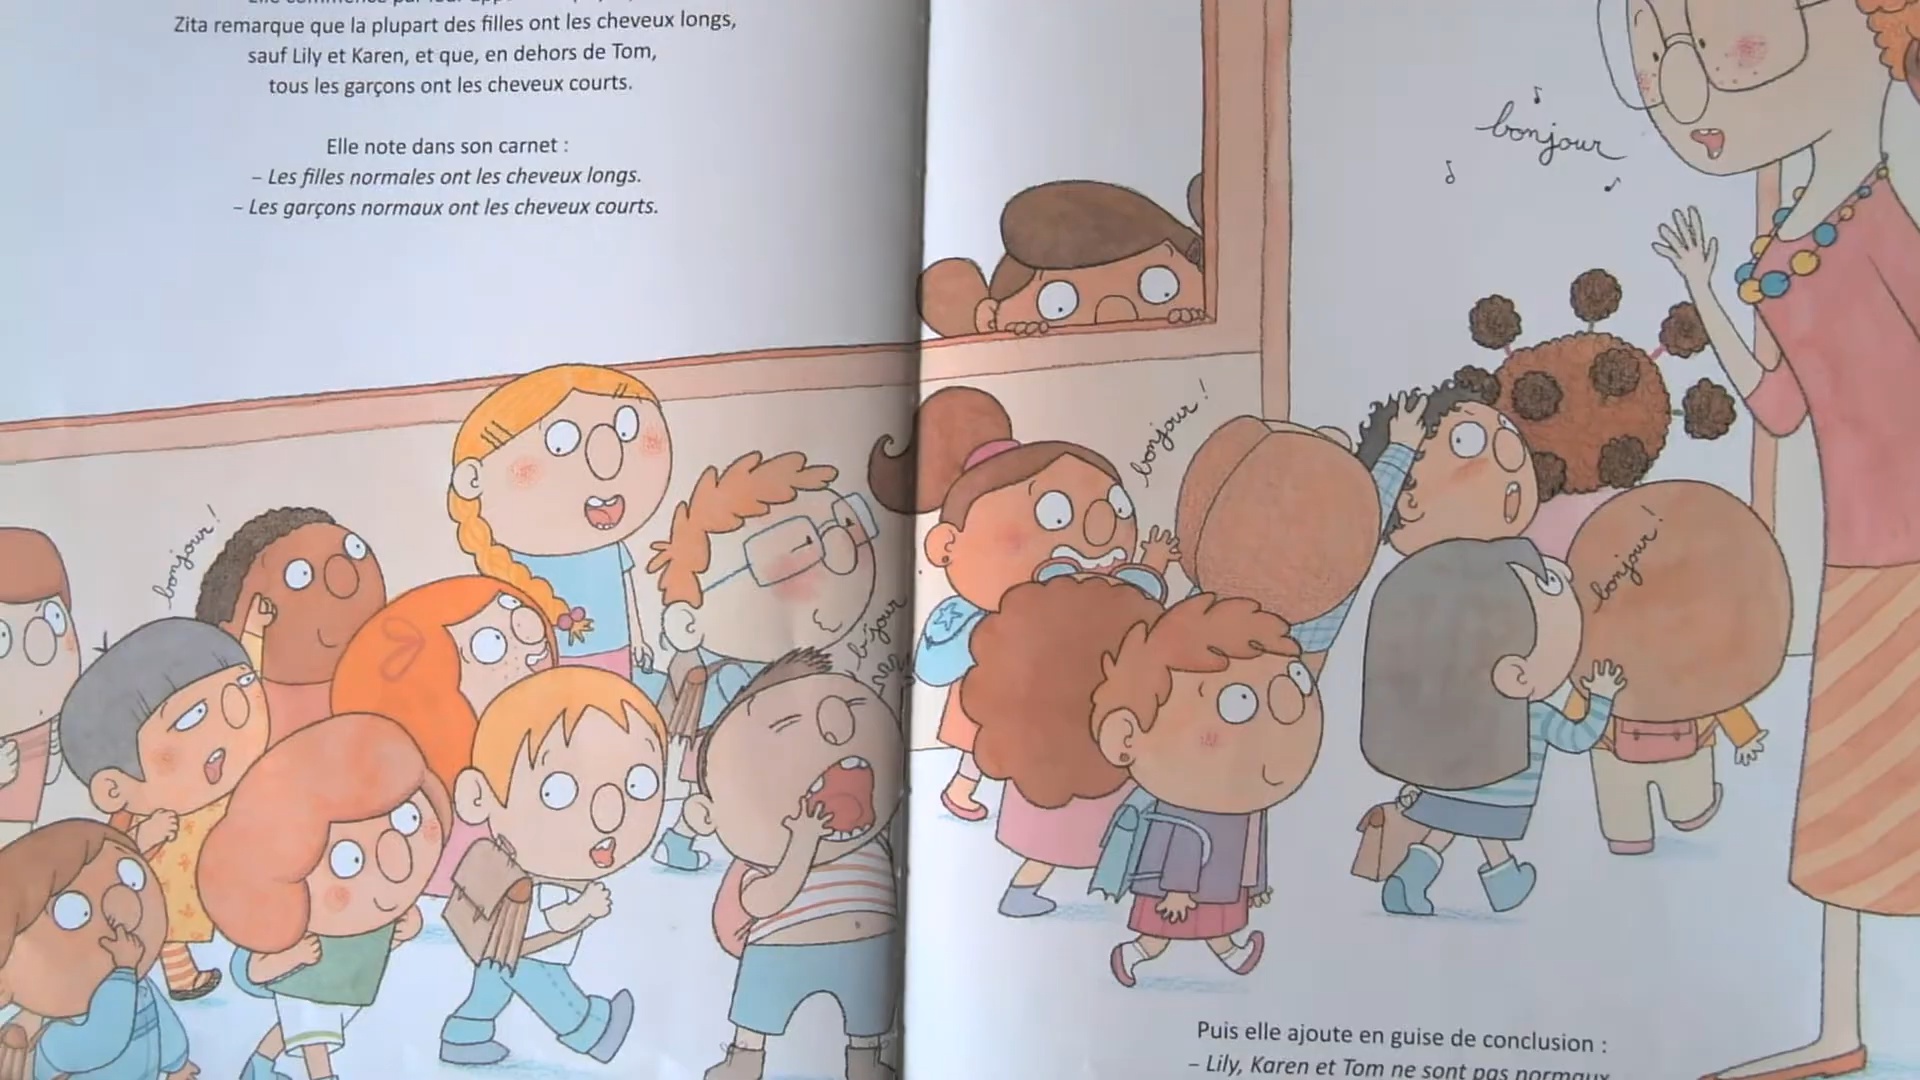 Zita remarque que la plupart des filles ont les cheveux longs,
sauf Lily et Karen, et que, en dehors de Tom,
tous les garçons ont les cheveux courts.
Elle note dans son carnet :
– Les filles normales ont les cheveux longs.
– Les garçons normaux ont les cheveux courts.
bonjour
bonjour !
bonjour !
bonjour !
Puis elle ajoute en guise de conclusion :
– Lily, Karen et Tom ne sont pas normaux